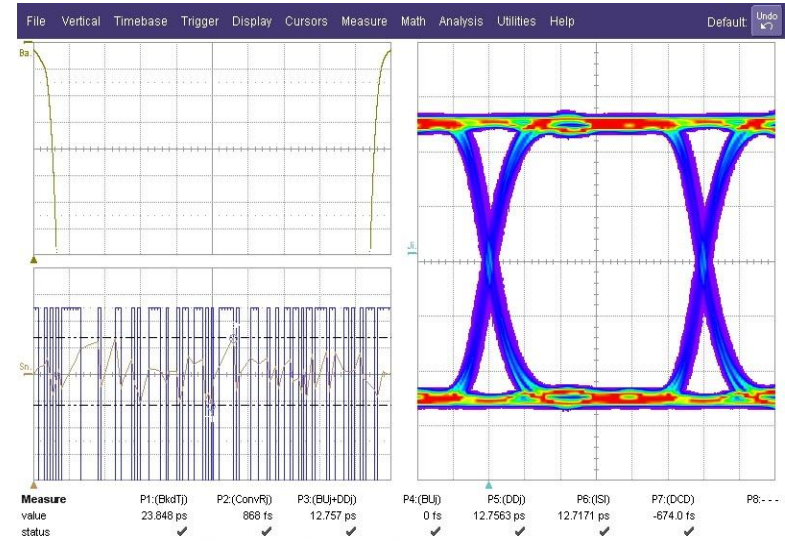 File Vertical Timebase Trigger Display Cursors Measure Math Analysis Utilities Help Default Undo
Ba.
Sn.
Measure P1:(BkdTj) P2:(ConvRj) P3:(BUj+DDj) P4:(BUj) P5:(DDj) P6:(ISI) P7:(DCD) P8:- - -
value 23.848 ps 868 fs 12.757 ps 0 fs 12.7563 ps 12.7171 ps -674.0 fs
status ✔ ✔ ✔ ✔ ✔ ✔ ✔